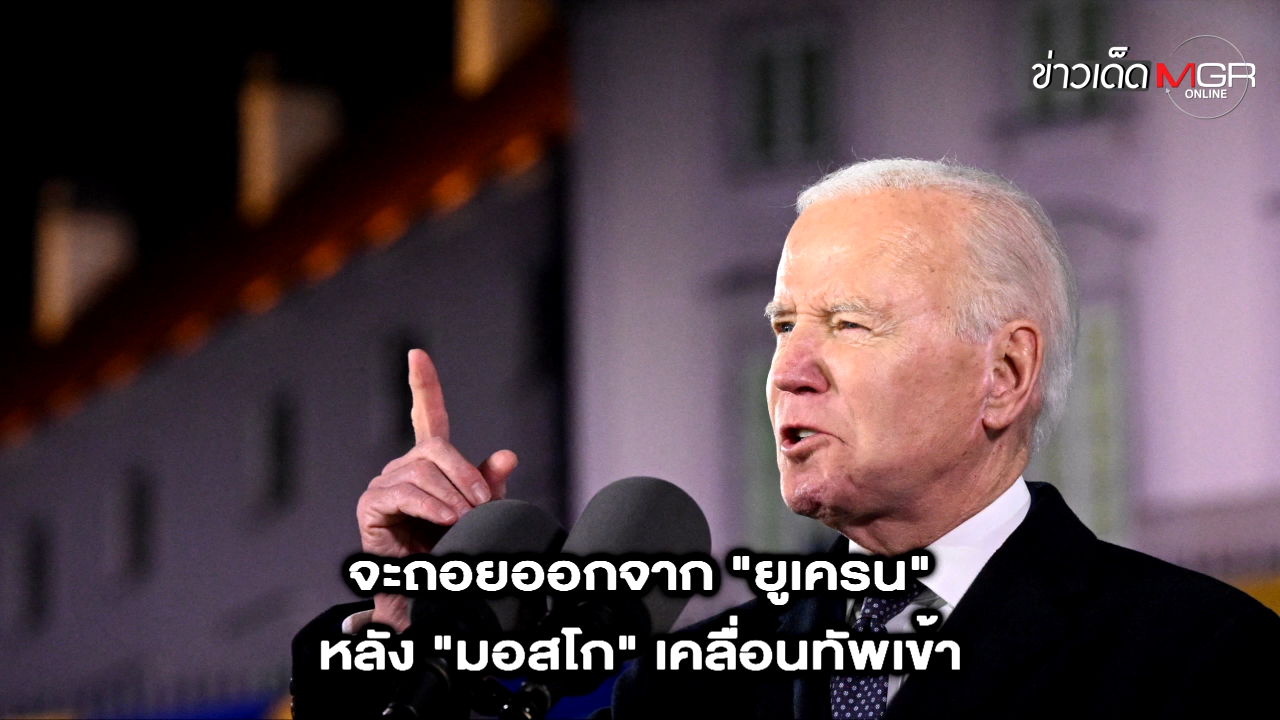 ข่าวเด็ด MGR
ONLINE
จะถอยออกจาก "ยูเครน"
หลัง "มอสโก" เคลื่อนทัพเข้า